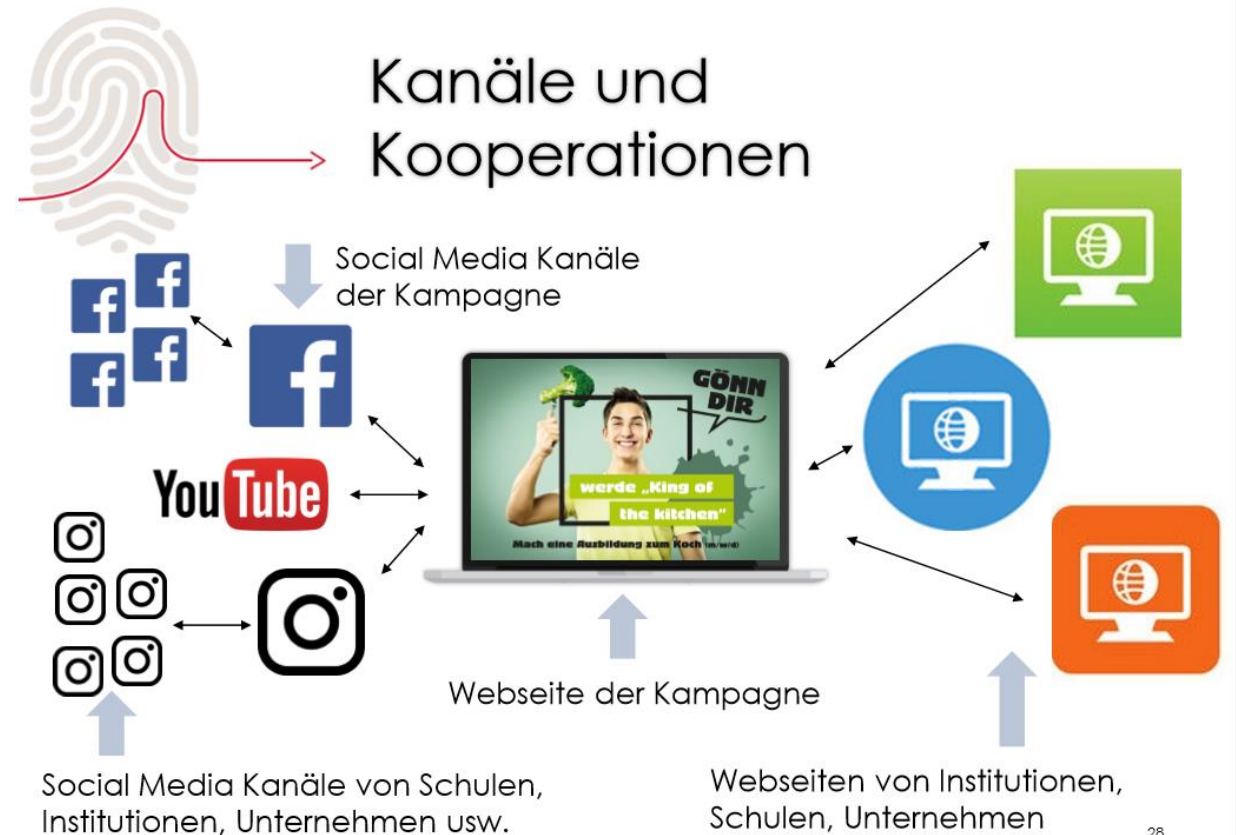 Kanäle und
Kooperationen
Social Media Kanäle
der Kampagne
GÖNN
DIR
YouTube
werde „King of
the kitchen“
Mach eine Ausbildung zum Koch (m/w/d)
Webseite der Kampagne
Social Media Kanäle von Schulen,
Institutionen, Unternehmen usw.
Webseiten von Institutionen,
Schulen, Unternehmen
28